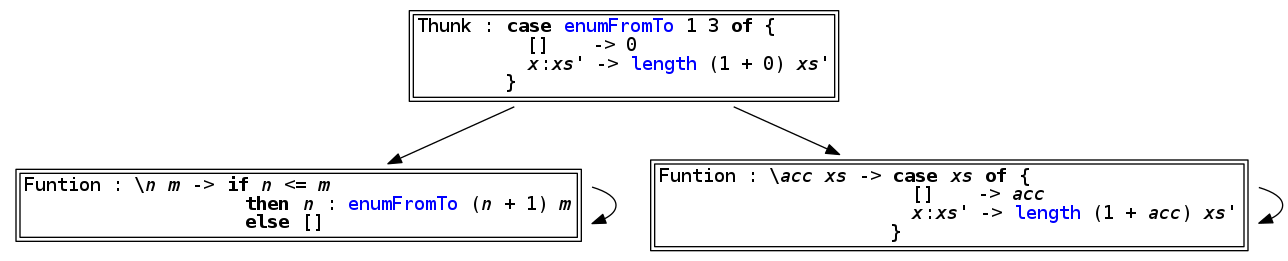 Thunk : case enumFromTo 1 3 of {
          []    -> 0
          x:xs' -> length (1 + 0) xs'
        }
Funtion : \n m -> if n <= m
                    then n : enumFromTo (n + 1) m
                    else []
Funtion : \acc xs -> case xs of {
                       []    -> acc
                       x:xs' -> length (1 + acc) xs'
                     }